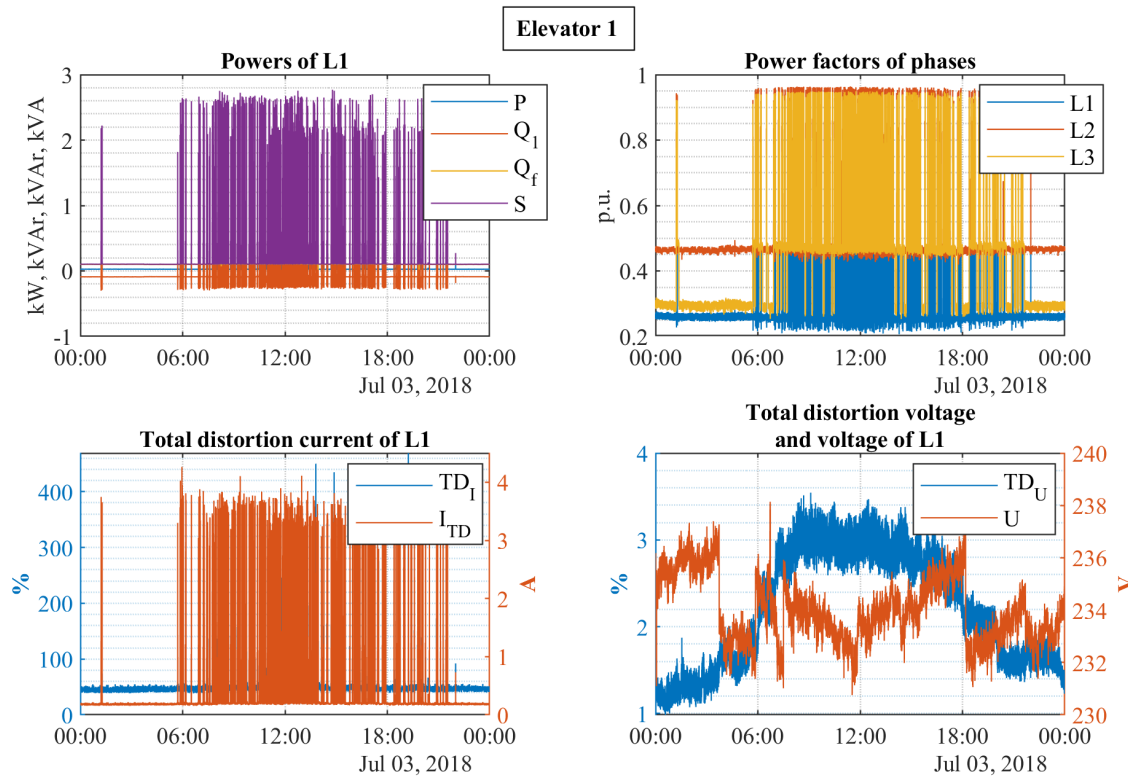 Elevator 1
Powers of L1
kW, kVAr, kVAr, kVA
3
2
1
0
-1
P
Q_l
Q_f
S
00:00 06:00 12:00 18:00 00:00
Jul 03, 2018
Power factors of phases
p.u.
1
0.8
0.6
0.4
0.2
L1
L2
L3
00:00 06:00 12:00 18:00 00:00
Jul 03, 2018
Total distortion current of L1
%
400
300
200
100
0
TD_I
I_TD
A
4
3
2
1
0
00:00 06:00 12:00 18:00 00:00
Jul 03, 2018
Total distortion voltage
and voltage of L1
%
4
3
2
1
TD_U
U
240
238
236
234
232
230
00:00 06:00 12:00 18:00 00:00
Jul 03, 2018